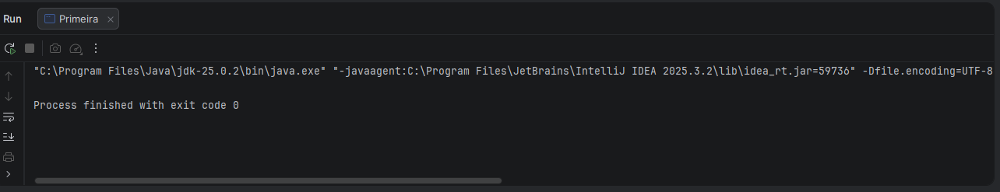 Run
Primeira
"C:\Program Files\Java\jdk-25.0.2\bin\java.exe" "-javaagent:C:\Program Files\JetBrains\IntelliJ IDEA 2025.3.2\lib\idea_rt.jar=59736" -Dfile.encoding=UTF-8
Process finished with exit code 0